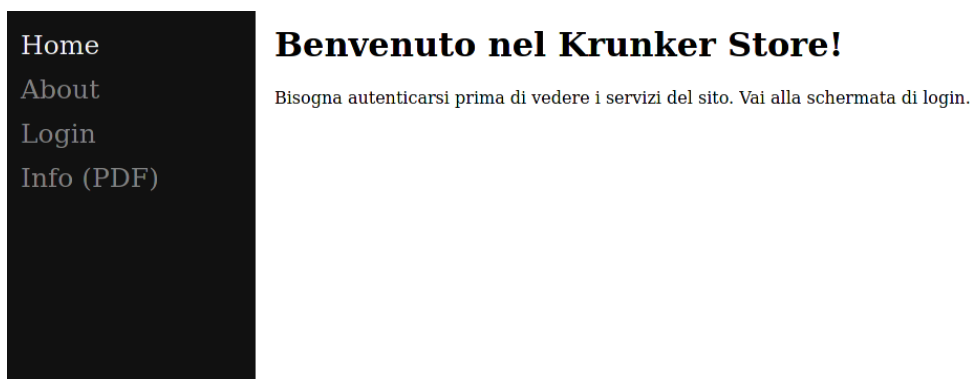 Home
About
Login
Info (PDF)
Benvenuto nel Krunker Store!
Bisogna autenticarsi prima di vedere i servizi del sito. Vai alla schermata di login.